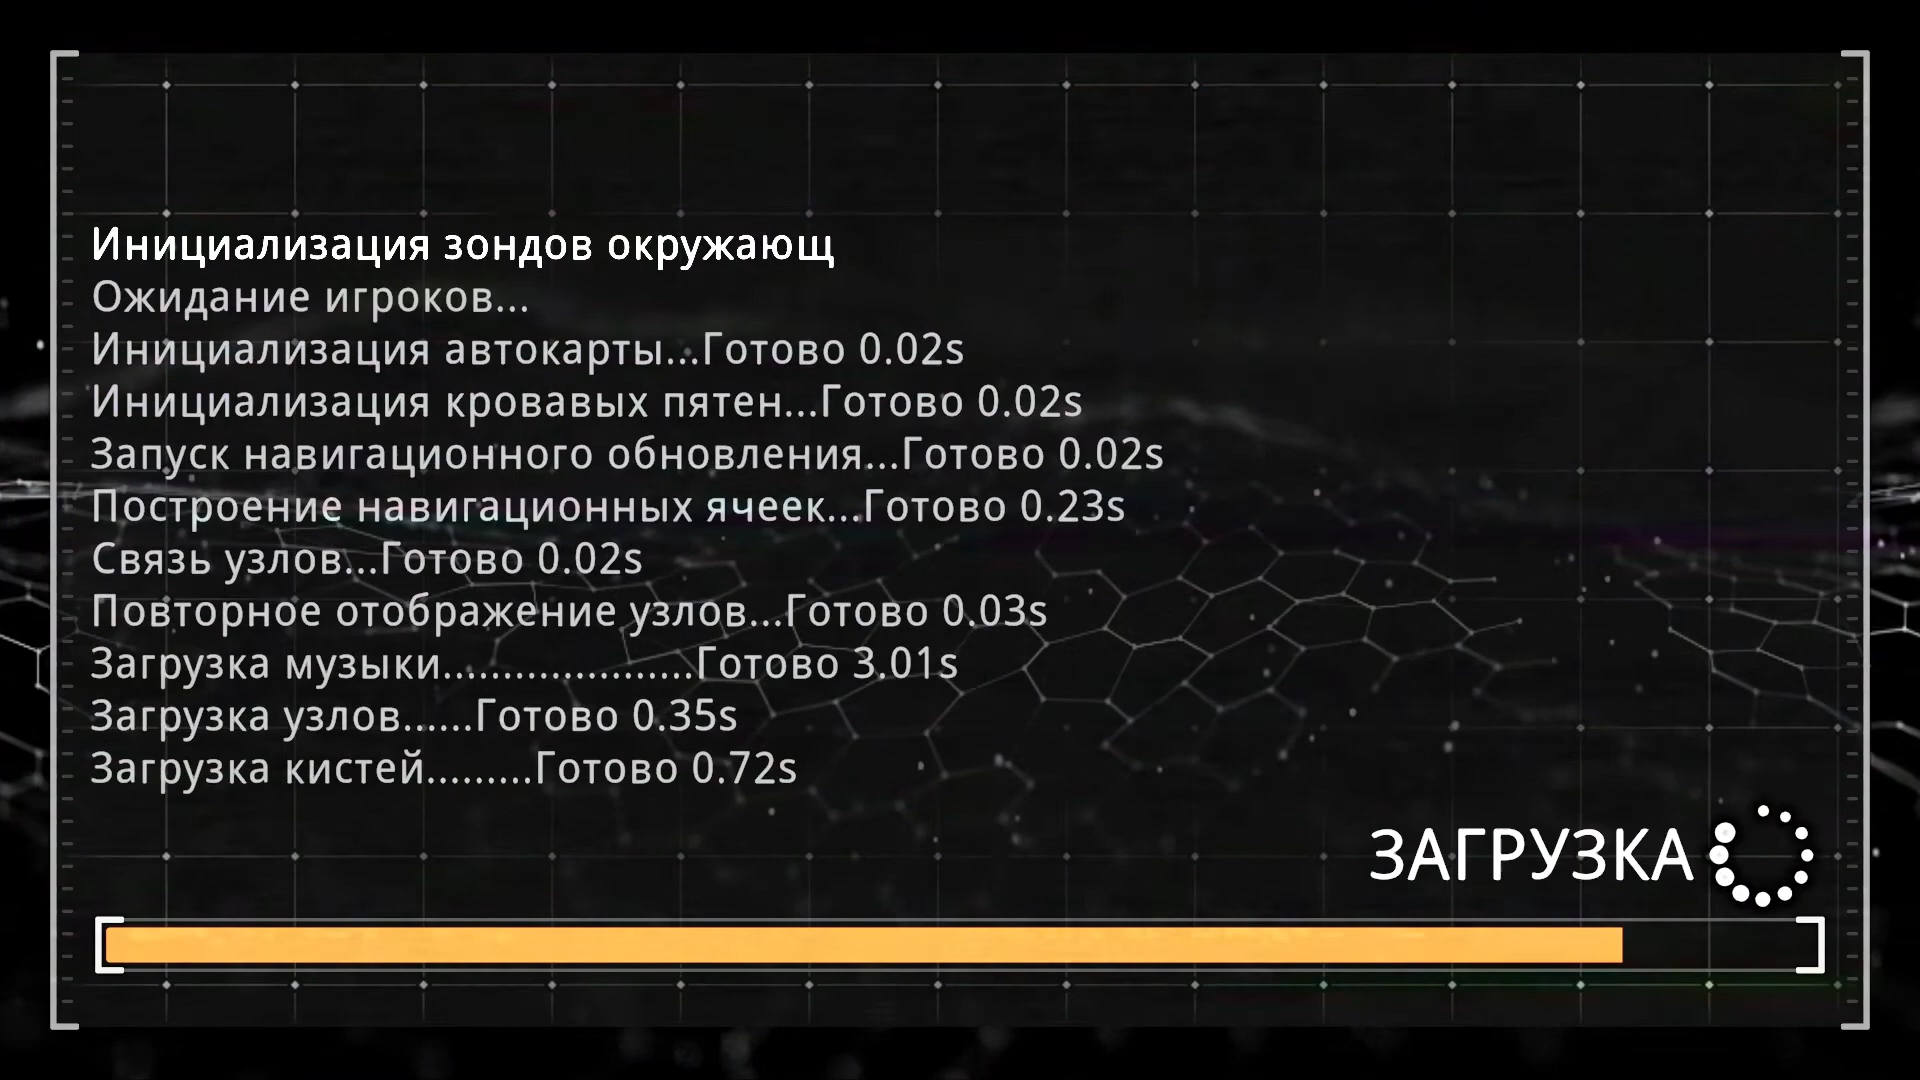 Инициализация зондов окружающ
Ожидание игроков...
Инициализация автокарты...Готово 0.02s
Инициализация кровавых пятен...Готово 0.02s
Запуск навигационного обновления...Готово 0.02s
Построение навигационных ячеек...Готово 0.23s
Связь узлов...Готово 0.02s
Повторное отображение узлов...Готово 0.03s
Загрузка музыки.....................Готово 3.01s
Загрузка узлов......Готово 0.35s
Загрузка кистей.........Готово 0.72s
ЗАГРУЗКА